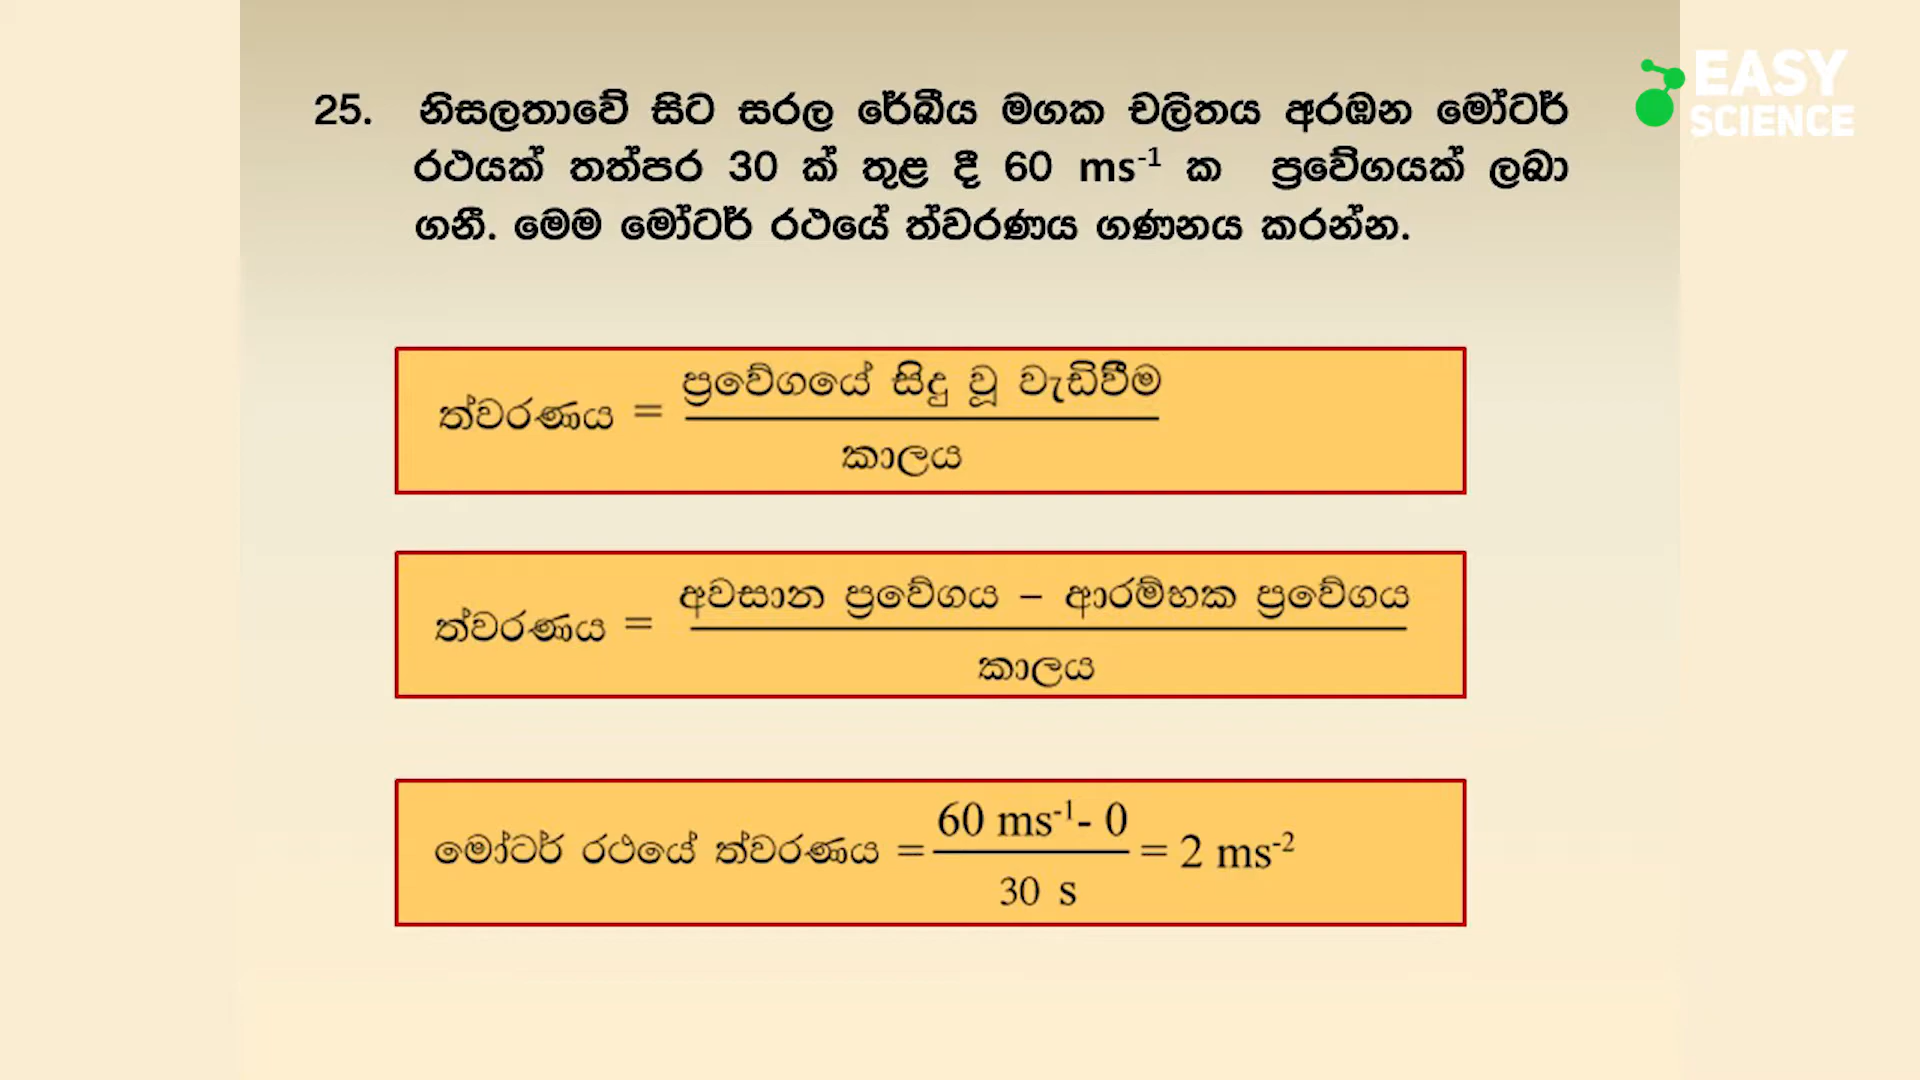 EASY
SCIENCE
25. නිසලතාවේ සිට සරල රේඛීය මගක චලිතය අරඹන මෝටර්
රථයක් තත්පර 30 ක් තුළ දී 60 ms⁻¹ ක ප්‍රවේගයක් ලබා
ගනී. මෙම මෝටර් රථයේ ත්වරණය ගණනය කරන්න.
ත්වරණය = ප්‍රවේගයේ සිදු වූ වැඩිවීම
කාලය
ත්වරණය = අවසාන ප්‍රවේගය – ආරම්භක ප්‍රවේගය
කාලය
මෝටර් රථයේ ත්වරණය = 60 ms⁻¹- 0 = 2 ms⁻²
30 s